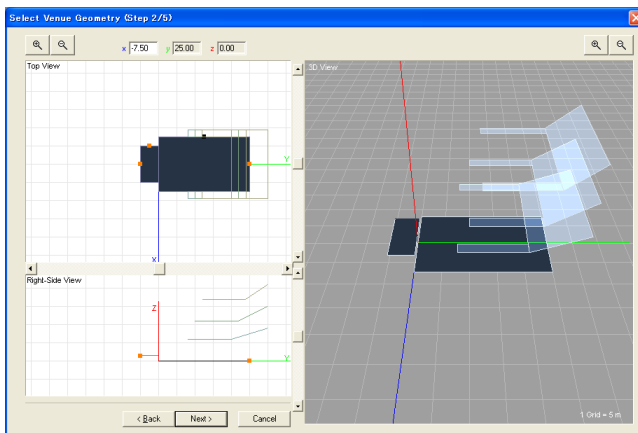 Select Venue Geometry (Step 2/5)
x -7.50 y 25.00 z 0.00
Top View
Y
X
3D View
Right-Side View
Z
Y
1 Grid = 5 m
< Back Next > Cancel